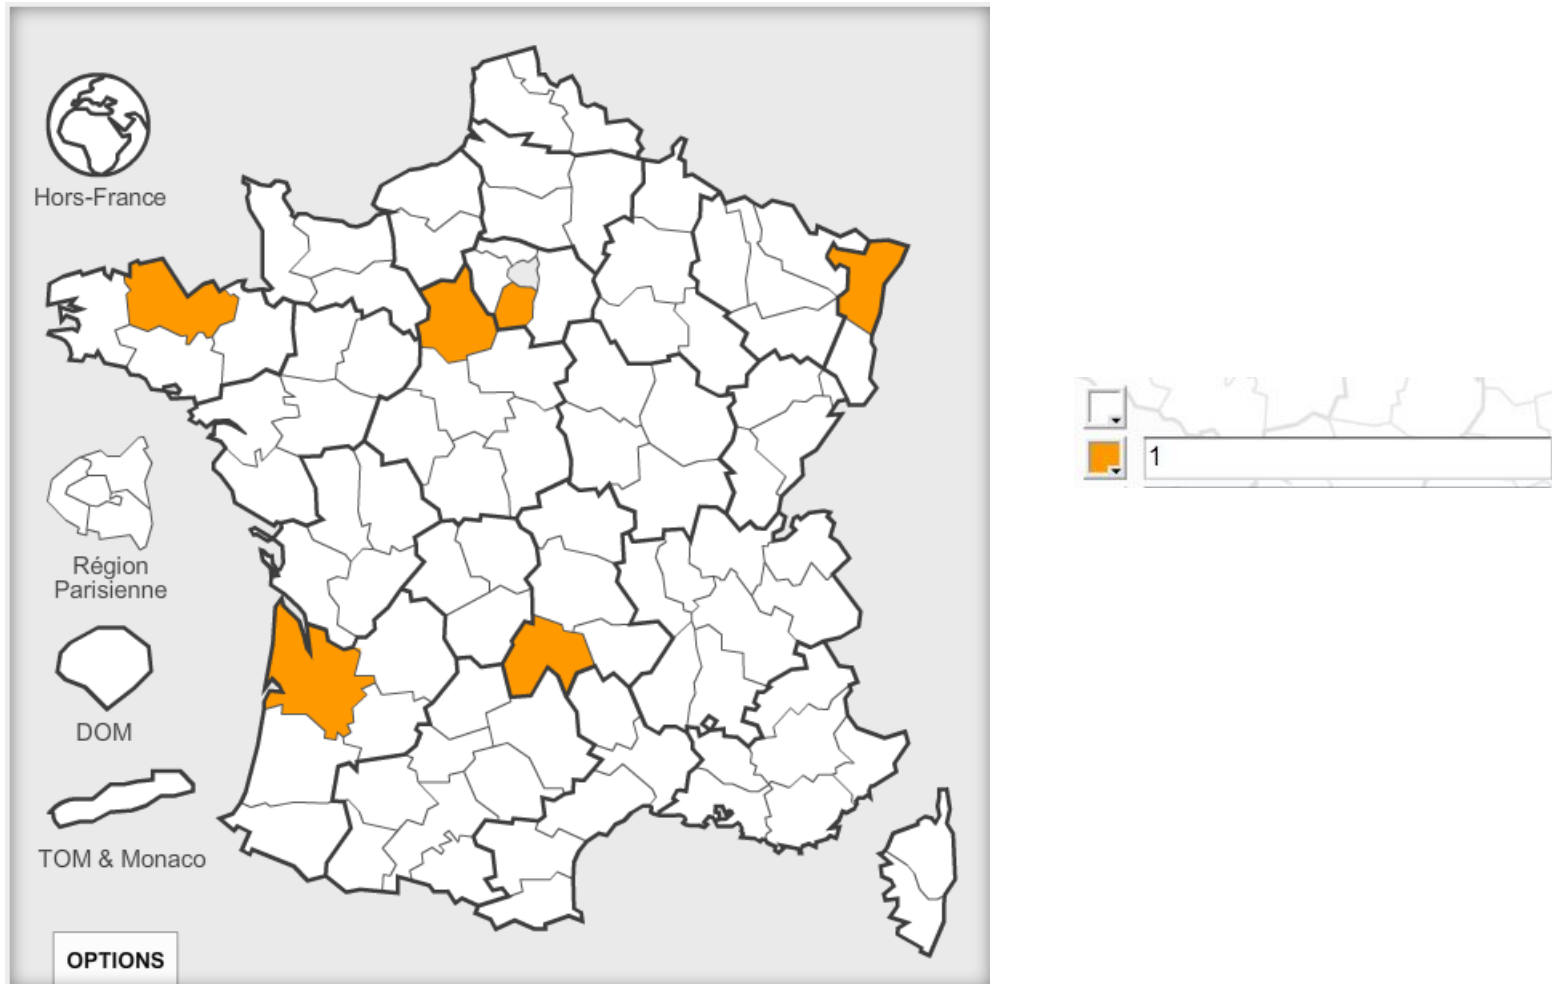 Hors-France
Région
Parisienne
DOM
TOM & Monaco
OPTIONS
1